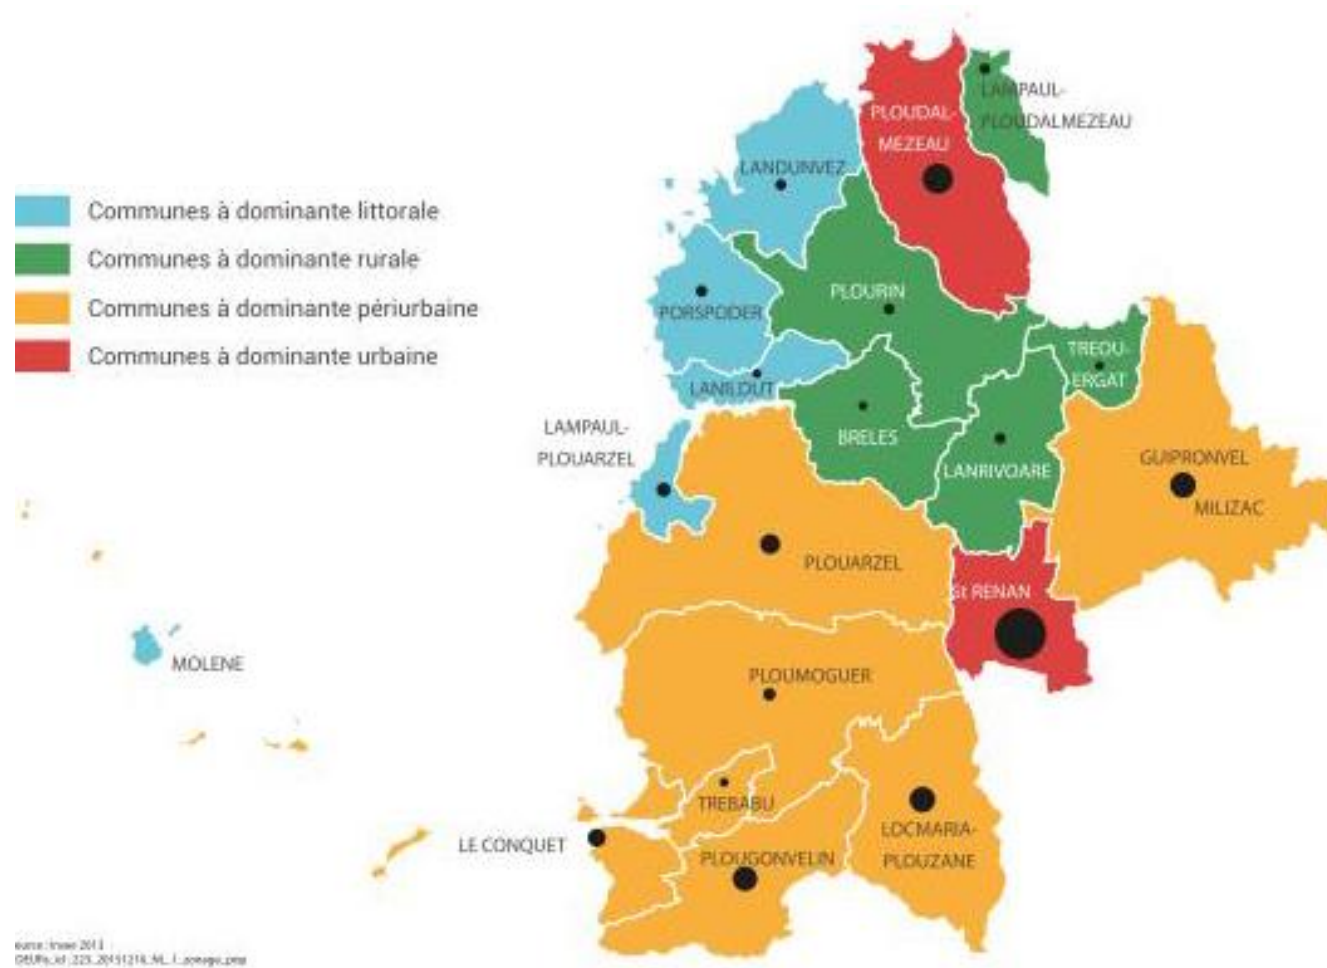 Communes à dominante littorale
Communes à dominante rurale
Communes à dominante périurbaine
Communes à dominante urbaine
LAMPAUL-
PLOUDALMEZEAU
PLOUDAL-
MEZEAU
LANDUNVEZ
PLOURIN
PORSPODER
TREOU-
ERGAT
LANILDUT
BRELES
LANRIVOARE
LAMPAUL-
PLOUARZEL
GUIPRONVEL
MILIZAC
PLOUARZEL
St RENAN
MOLENE
PLOUMOGUER
TREBABU
LE CONQUET
LOCMARIA-
PLOUZANE
PLOUGONVELIN
2013